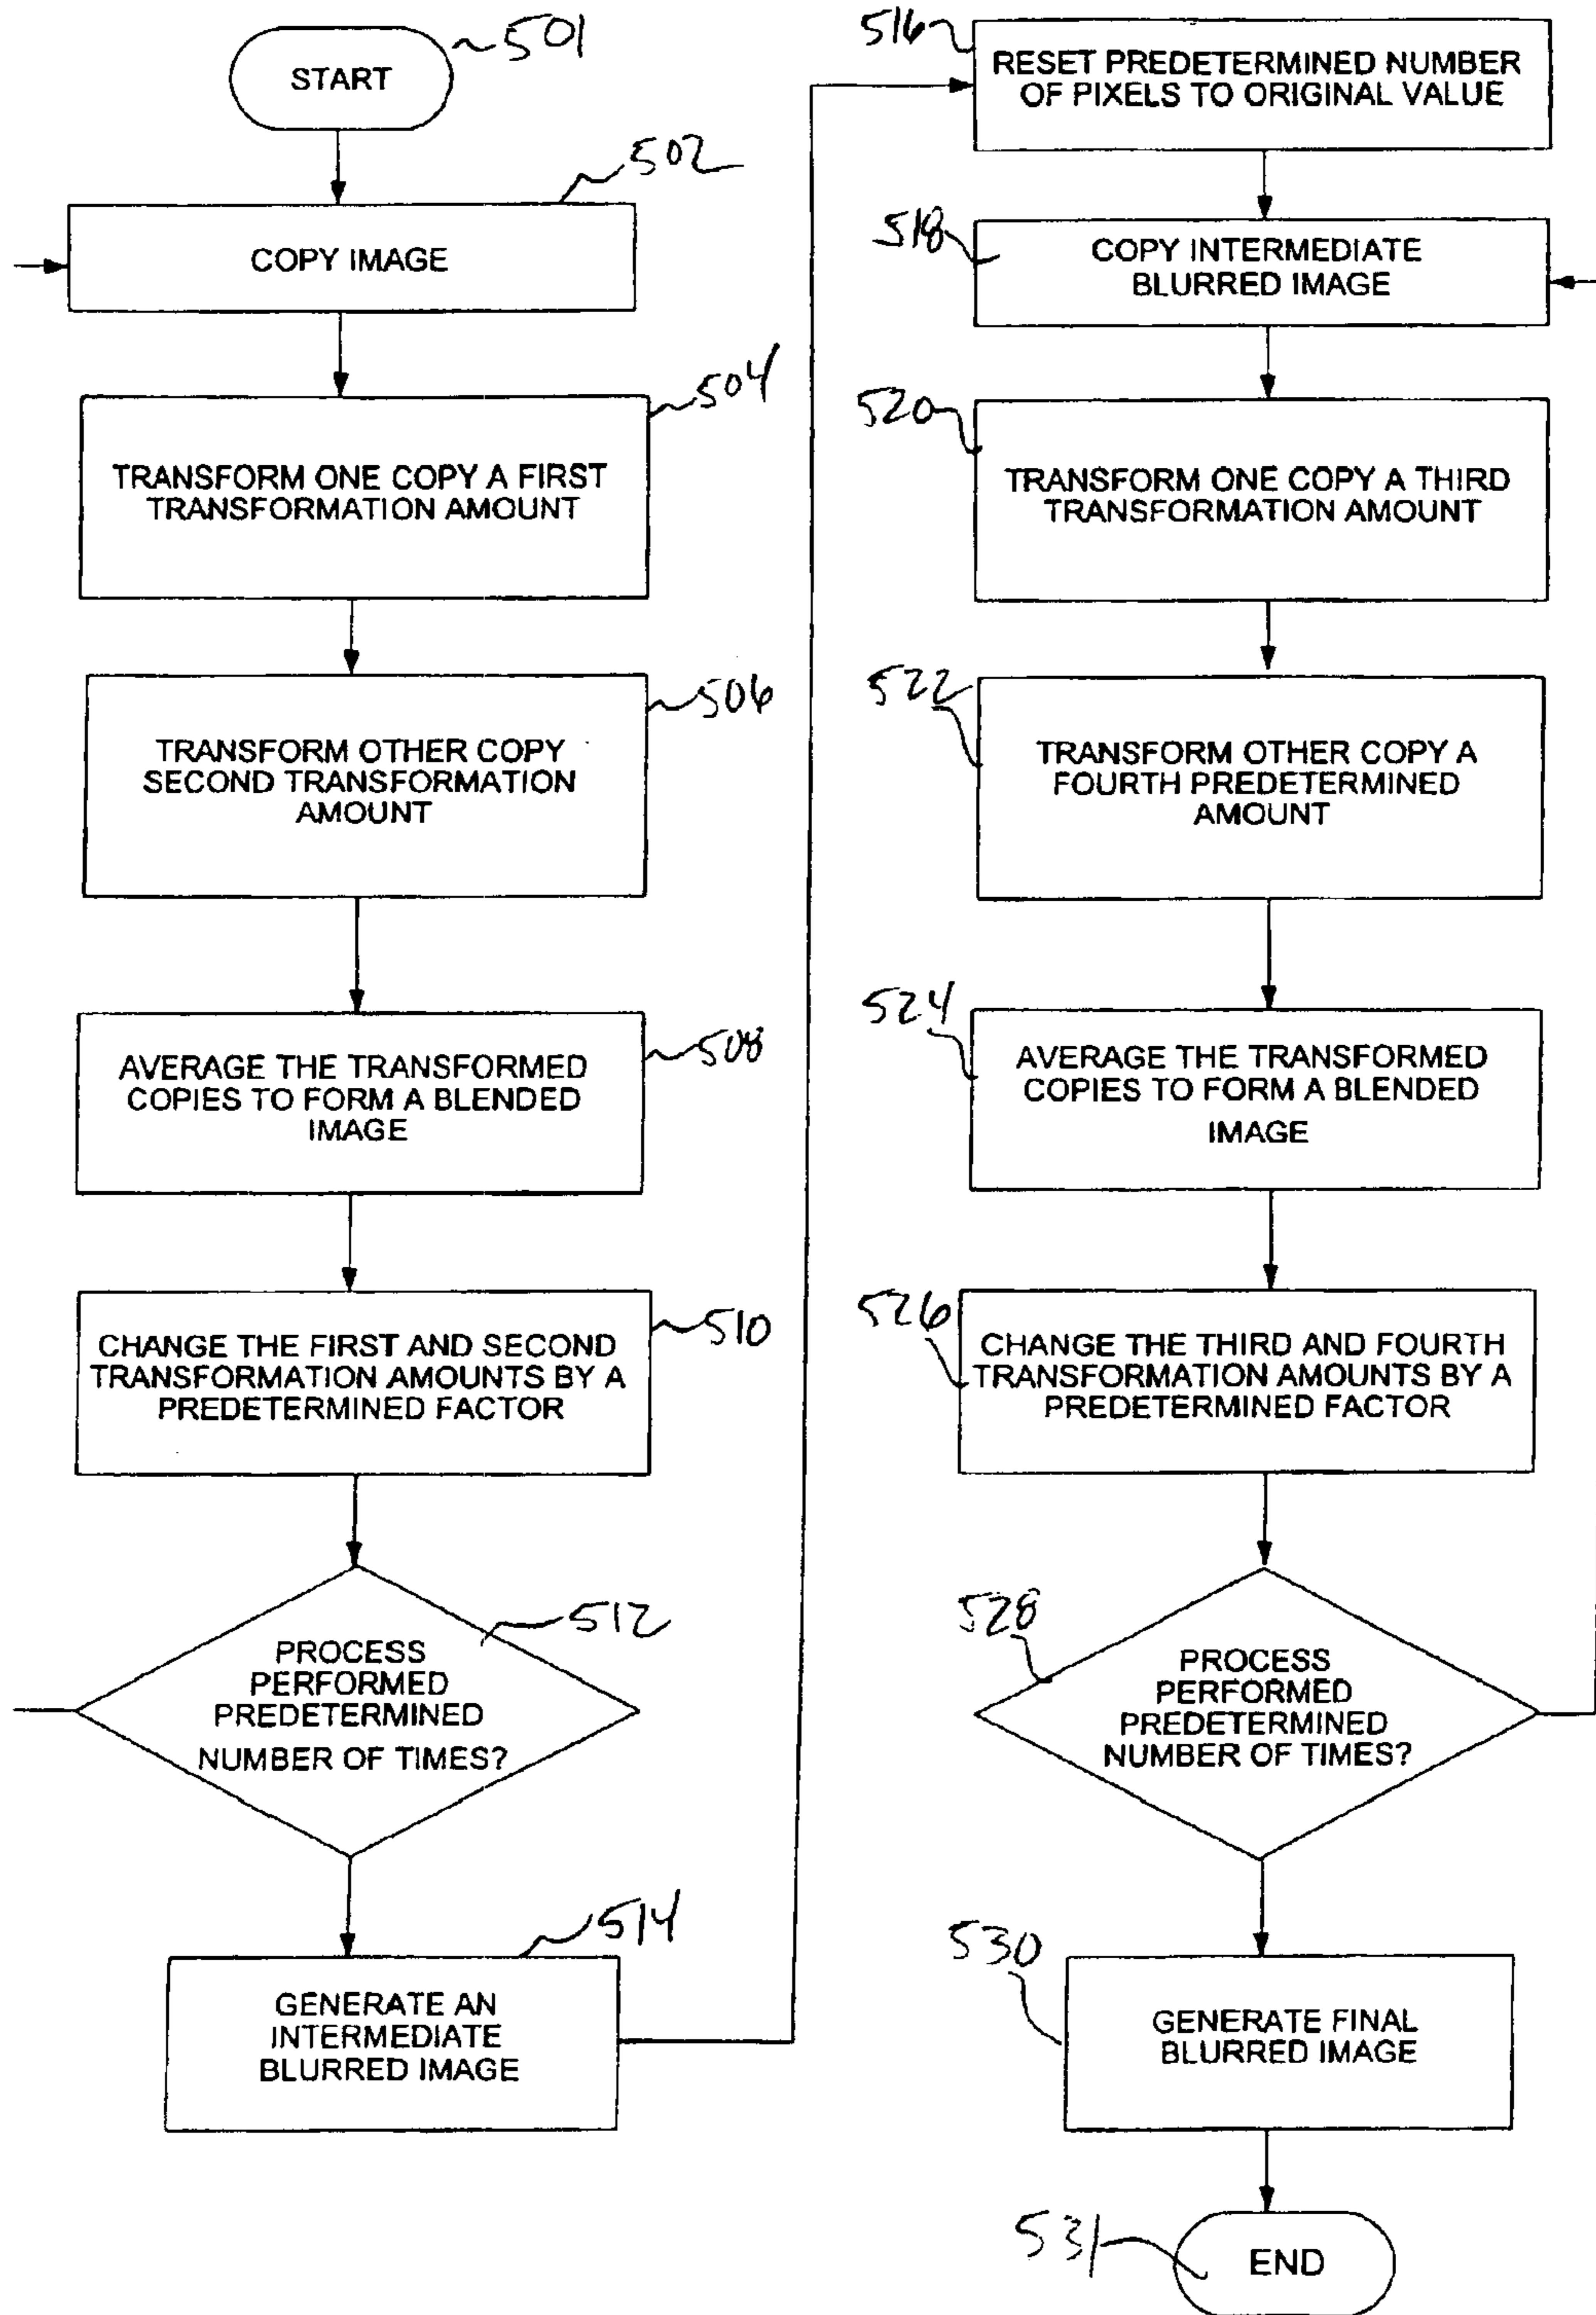 START
501
502
COPY IMAGE
504
TRANSFORM ONE COPY A FIRST
TRANSFORMATION AMOUNT
506
TRANSFORM OTHER COPY
SECOND TRANSFORMATION
AMOUNT
508
AVERAGE THE TRANSFORMED
COPIES TO FORM A BLENDED
IMAGE
510
CHANGE THE FIRST AND SECOND
TRANSFORMATION AMOUNTS BY A
PREDETERMINED FACTOR
512
PROCESS
PERFORMED
PREDETERMINED
NUMBER OF TIMES?
514
GENERATE AN
INTERMEDIATE
BLURRED IMAGE
516
RESET PREDETERMINED NUMBER
OF PIXELS TO ORIGINAL VALUE
518
COPY INTERMEDIATE
BLURRED IMAGE
520
TRANSFORM ONE COPY A THIRD
TRANSFORMATION AMOUNT
522
TRANSFORM OTHER COPY A
FOURTH PREDETERMINED
AMOUNT
524
AVERAGE THE TRANSFORMED
COPIES TO FORM A BLENDED
IMAGE
526
CHANGE THE THIRD AND FOURTH
TRANSFORMATION AMOUNTS BY A
PREDETERMINED FACTOR
528
PROCESS
PERFORMED
PREDETERMINED
NUMBER OF TIMES?
530
GENERATE FINAL
BLURRED IMAGE
531
END